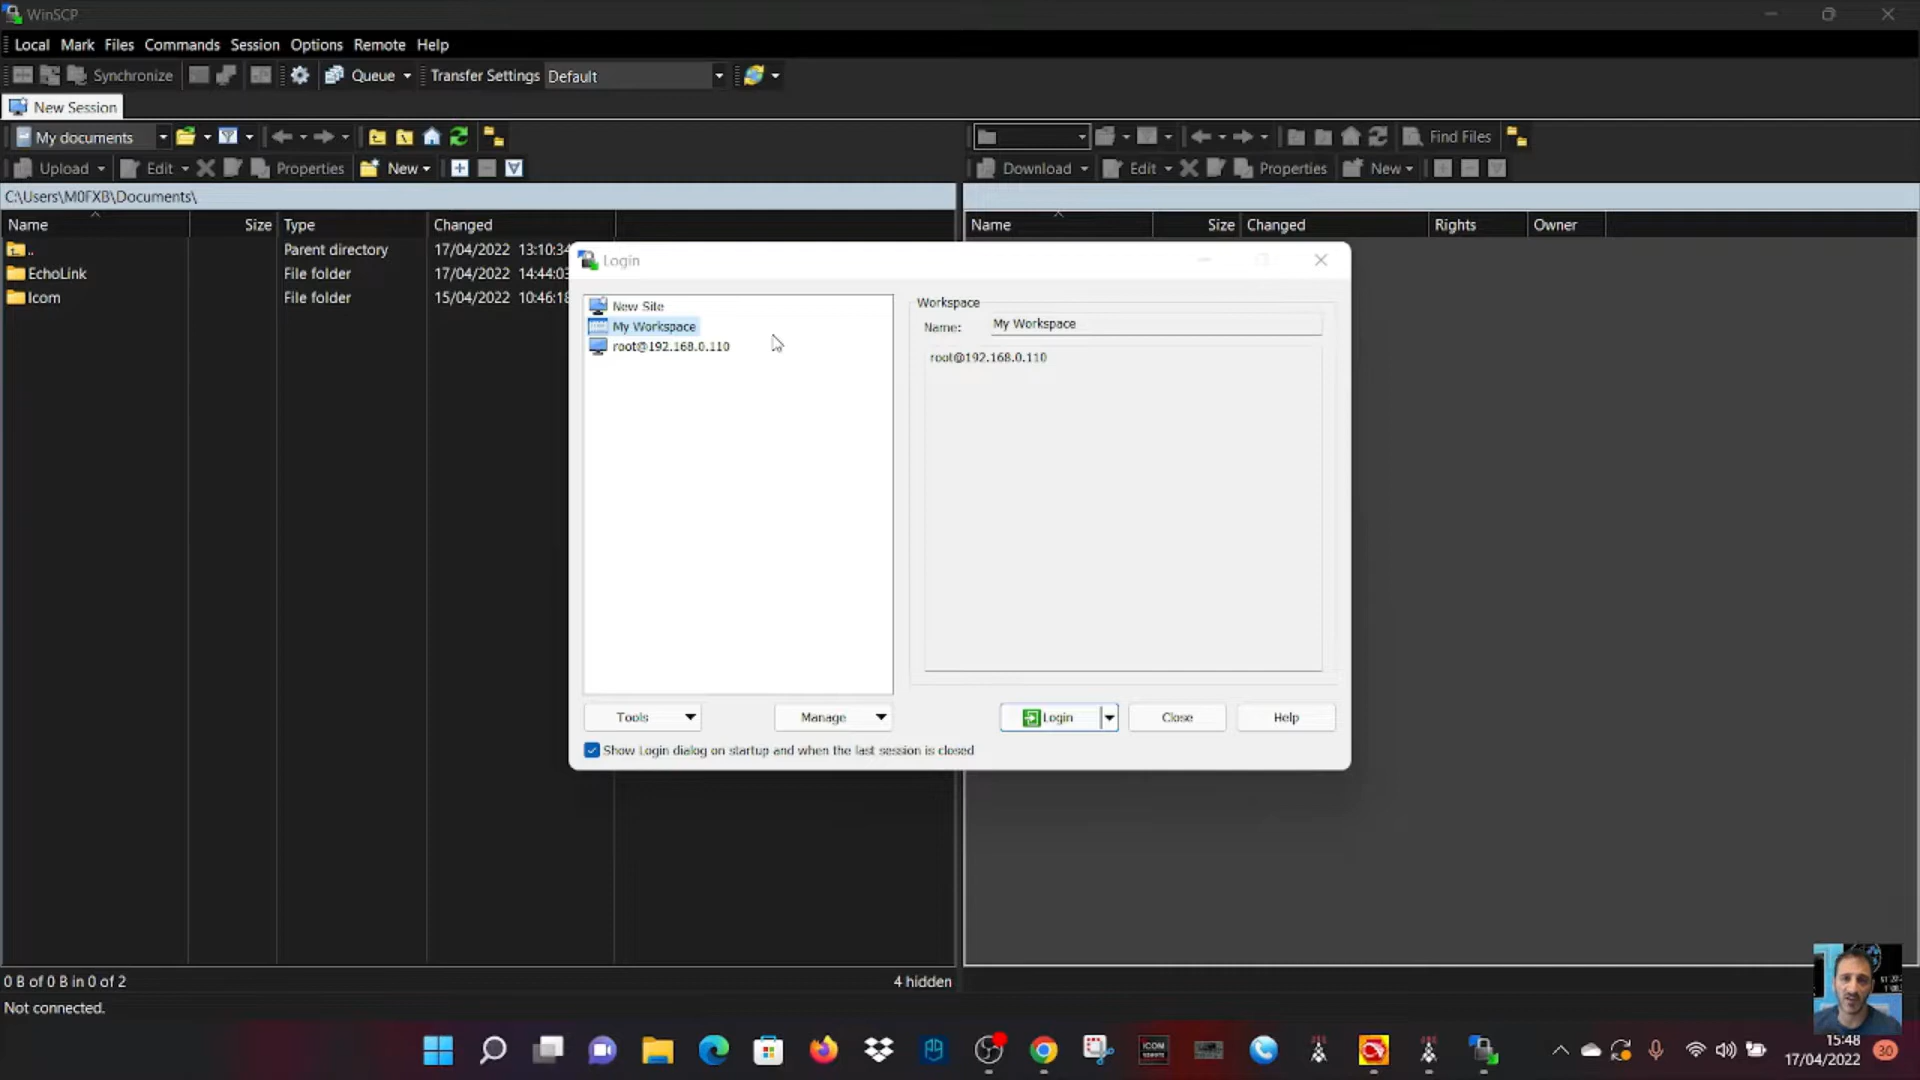 WinSCP
Local Mark Files Commands Session Options Remote Help
Synchronize Queue Transfer Settings Default
New Session
My documents
Find Files
Upload Edit Properties New
Download Edit Properties New
C:\Users\M0FXB\Documents\
Name Size Type Changed
Name Size Changed Rights Owner
.. Parent directory 17/04/2022 13:10:34
EchoLink File folder 17/04/2022 14:44:03
Icom File folder 15/04/2022 10:46:18
Login
New Site
My Workspace
root@192.168.0.110
Workspace
Name: My Workspace
root@192.168.0.110
Tools Manage Login Close Help
Show Login dialog on startup and when the last session is closed
0 B of 0 B in 0 of 2
4 hidden
Not connected.
ICOM
15:48
17/04/2022
30